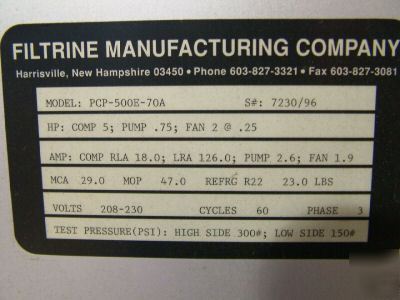 FILTRINE MANUFACTURING COMPANY
Harrisville, New Hampshire 03450 • Phone 603-827-3321 • Fax 603-827-3081
MODEL: PCP-500E-70A S#: 7230/96
HP: COMP 5; PUMP .75; FAN 2 @ .25
AMP: COMP RLA 18.0; LRA 126.0; PUMP 2.6; FAN 1.9
MCA 29.0 MOP 47.0 REFRG R22 23.0 LBS
VOLTS 208-230 CYCLES 60 PHASE 3
TEST PRESSURE(PSI): HIGH SIDE 300#; LOW SIDE 150#